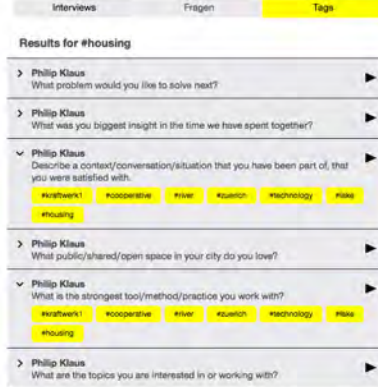 Interviews Fragen Tags
Results for #housing
Philip Klaus
What problem would you like to solve next?
Philip Klaus
What was you biggest insight in the time we have spent together?
Philip Klaus
Describe a context/conversation/situation that you have been part of, that
you were satisfied with.
#kraftwerk1 #cooperative #river #zuerich #technology #lake
#housing
Philip Klaus
What public/shared/open space in your city do you love?
Philip Klaus
What is the strongest tool/method/practice you work with?
#kraftwerk1 #cooperative #river #zuerich #technology #lake
#housing
Philip Klaus
What are the topics you are interested in or working with?